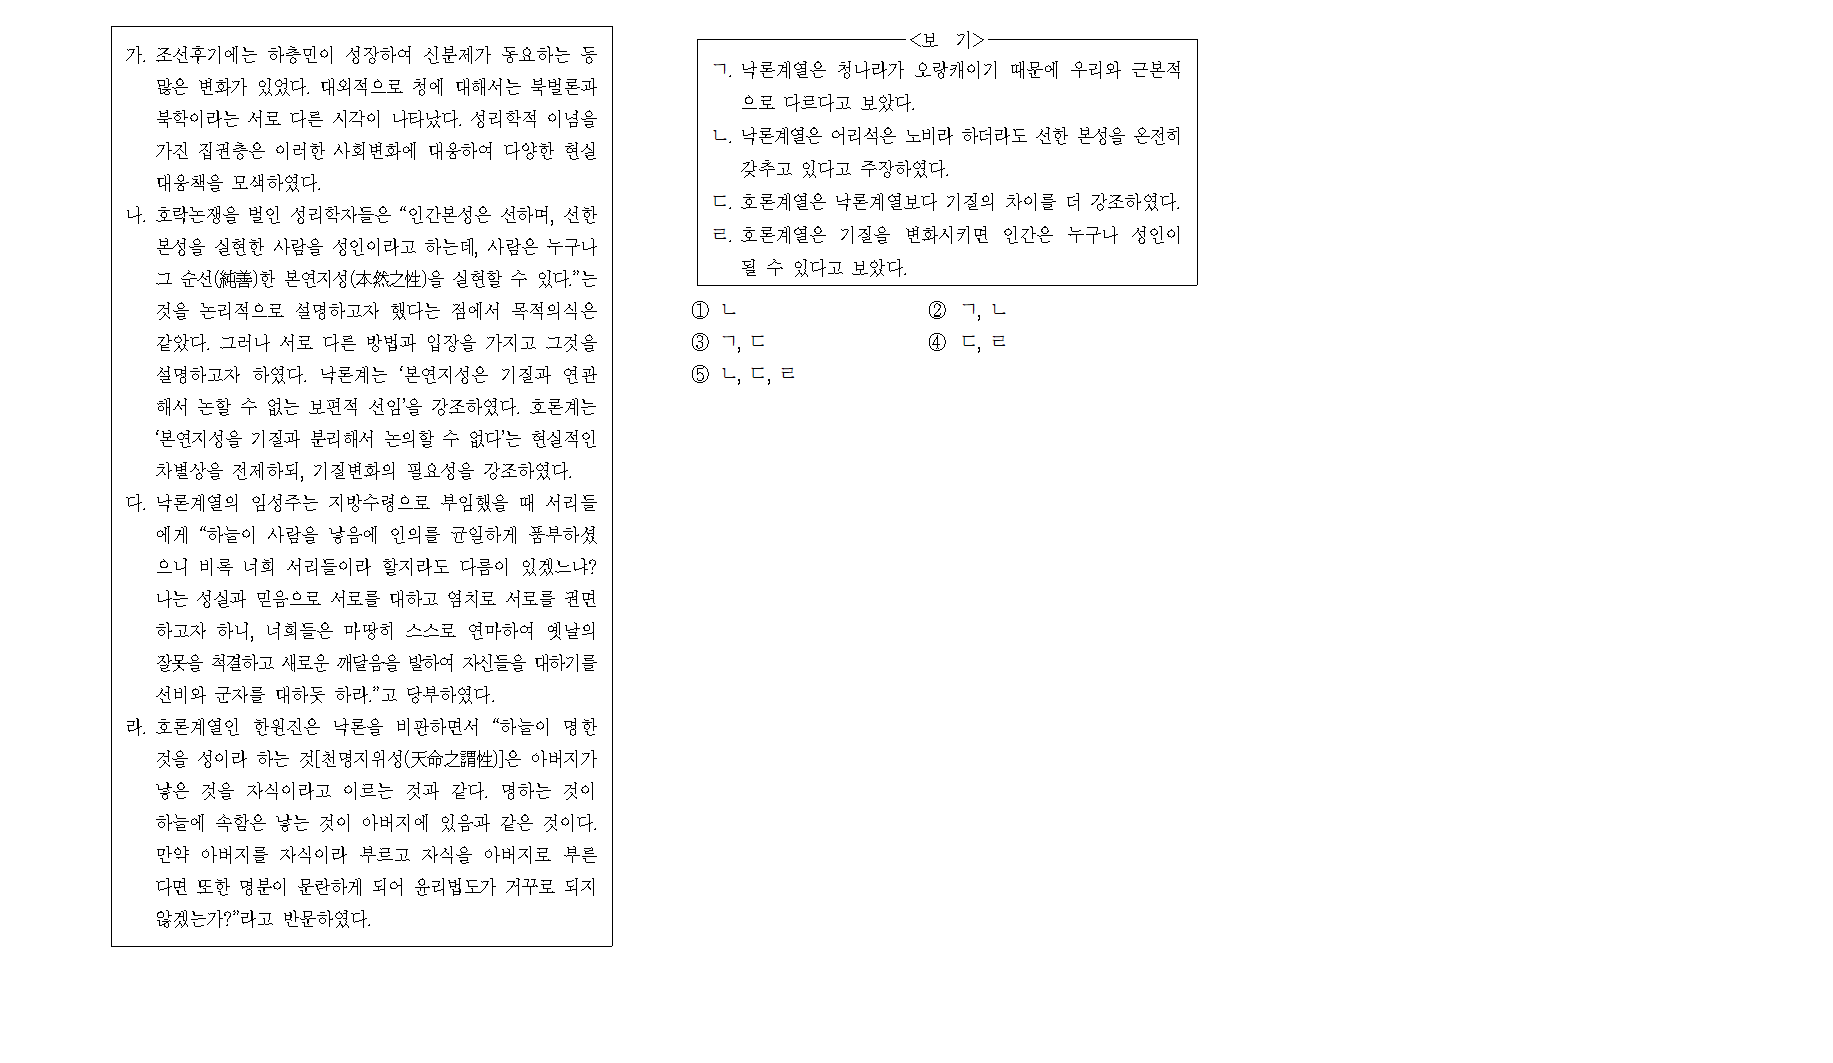 가. 조선후기에는 하층민이 성장하여 신분제가 동요하는 등
많은 변화가 있었다. 대외적으로 청에 대해서는 북벌론과
북학이라는 서로 다른 시각이 나타났다. 성리학적 이념을
가진 집권층은 이러한 사회변화에 대응하여 다양한 현실
대응책을 모색하였다.
나. 호락논쟁을 벌인 성리학자들은 “인간본성은 선하며, 선한
본성을 실현한 사람을 성인이라고 하는데, 사람은 누구나
그 순선(純善)한 본연지성(本然之性)을 실현할 수 있다.”는
것을 논리적으로 설명하고자 했다는 점에서 목적의식은
같았다. 그러나 서로 다른 방법과 입장을 가지고 그것을
설명하고자 하였다. 낙론계는 ‘본연지성은 기질과 연관
해서 논할 수 없는 보편적 선임’을 강조하였다. 호론계는
‘본연지성을 기질과 분리해서 논의할 수 없다’는 현실적인
차별상을 전제하되, 기질변화의 필요성을 강조하였다.
다. 낙론계열의 임성주는 지방수령으로 부임했을 때 서리들
에게 “하늘이 사람을 낳음에 인의를 균일하게 품부하셨
으니 비록 너희 서리들이라 할지라도 다름이 있겠느냐?
나는 성실과 믿음으로 서로를 대하고 염치로 서로를 권면
하고자 하니, 너희들은 마땅히 스스로 연마하여 옛날의
잘못을 척결하고 새로운 깨달음을 발하여 자신들을 대하기를
선비와 군자를 대하듯 하라.”고 당부하였다.
라. 호론계열인 한원진은 낙론을 비판하면서 “하늘이 명한
것을 성이라 하는 것[천명지위성(天命之謂性)]은 아버지가
낳은 것을 자식이라고 이르는 것과 같다. 명하는 것이
하늘에 속함은 낳는 것이 아버지에 있음과 같은 것이다.
만약 아버지를 자식이라 부르고 자식을 아버지로 부른
다면 또한 명분이 문란하게 되어 윤리법도가 거꾸로 되지
않겠는가?”라고 반문하였다.
<보 기>
ㄱ. 낙론계열은 청나라가 오랑캐이기 때문에 우리와 근본적
으로 다르다고 보았다.
ㄴ. 낙론계열은 어리석은 노비라 하더라도 선한 본성을 온전히
갖추고 있다고 주장하였다.
ㄷ. 호론계열은 낙론계열보다 기질의 차이를 더 강조하였다.
ㄹ. 호론계열은 기질을 변화시키면 인간은 누구나 성인이
될 수 있다고 보았다.
① ㄴ ② ㄱ, ㄴ
③ ㄱ, ㄷ ④ ㄷ, ㄹ
⑤ ㄴ, ㄷ, ㄹ